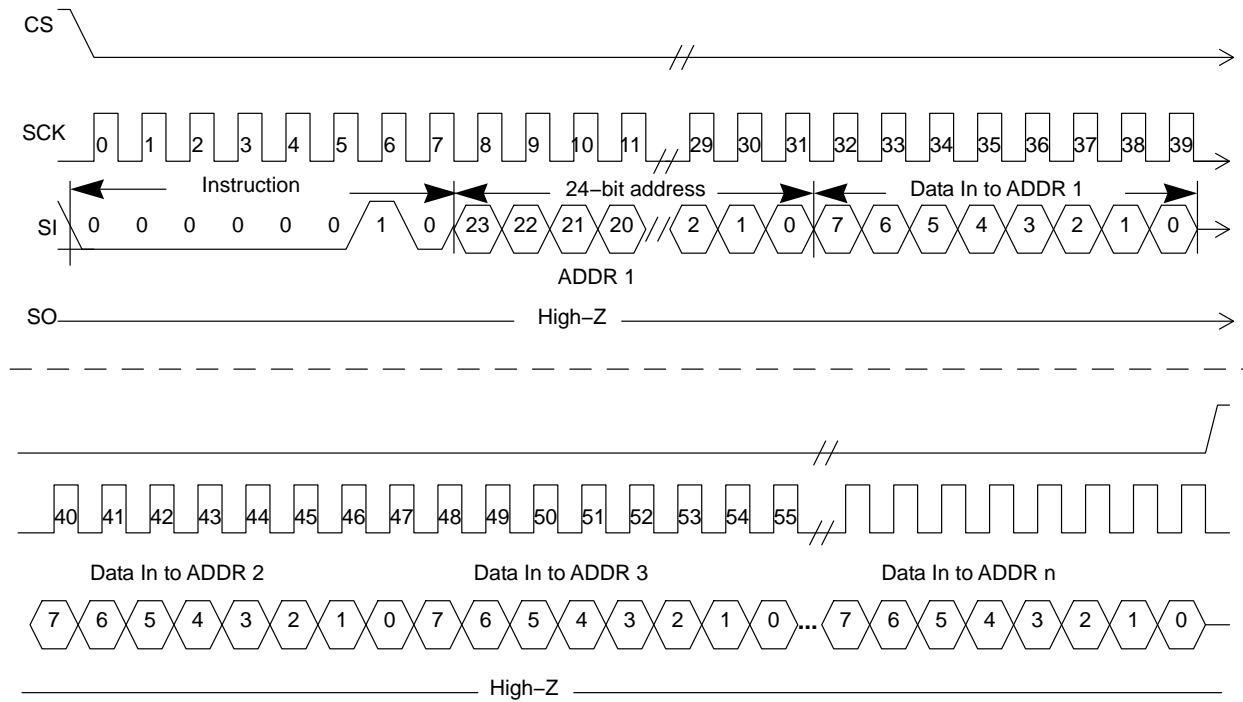 CS
SCK 0 1 2 3 4 5 6 7 8 9 10 11 29 30 31 32 33 34 35 36 37 38 39
Instruction 24−bit address Data In to ADDR 1
SI 0 0 0 0 0 0 1 0 23 22 21 20 2 1 0 7 6 5 4 3 2 1 0
ADDR 1
SO High−Z
40 41 42 43 44 45 46 47 48 49 50 51 52 53 54 55
Data In to ADDR 2 Data In to ADDR 3 Data In to ADDR n
7 6 5 4 3 2 1 0 7 6 5 4 3 2 1 0 ... 7 6 5 4 3 2 1 0
High−Z